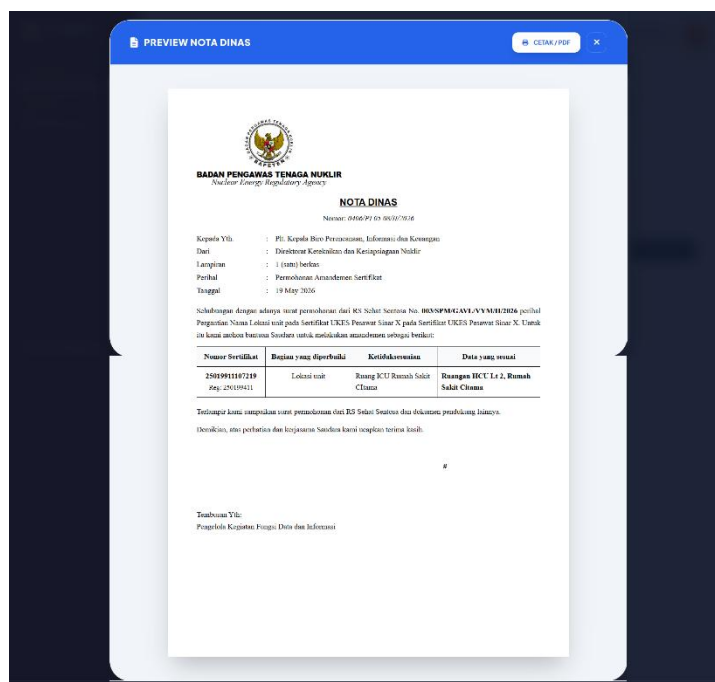 PREVIEW NOTA DINAS
CETAK/PDF
BAPETEN
BADAN PENGAWAS TENAGA NUKLIR
Nuclear Energy Regulatory Agency
NOTA DINAS
Nomor:
Kepada Yth. : Plt. Kepala Biro Perencanaan, Informasi dan Keuangan
Dari : Direktorat Keteknikan dan Kesiapsiagaan Nuklir
Lampiran : 1 (satu) berkas
Perihal : Permohonan Amandemen Sertifikat
Tanggal : 19 May 2026
Sehubungan dengan adanya surat permohonan dari RS Sehat Sentosa No. 003/SPM/GAVL/VYM/II/2026 perihal
Pergantian Nama Lokasi unit pada Sertifikat UKES Pesawat Sinar X pada Sertifikat UKES Pesawat Sinar X. Untuk
itu kami mohon bantuan Saudara untuk melakukan amandemen sebagai berikut:
Nomor Sertifikat Bagian yang diperbaiki Ketidaksesuaian Data yang sesuai
25019911107219 Lokasi unit Ruang ICU Rumah Sakit Ruangan HCU Lt 2, Rumah
Reg: 250199411 CItama Sakit Citama
Terlampir kami sampaikan surat permohonan dari RS Sehat Sentosa dan dokumen pendukung lainnya.
Demikian, atas perhatian dan kerjasama Saudara kami ucapkan terima kasih.
#
Tembusan Yth:
Pengelola Kegiatan Fungsi Data dan Informasi